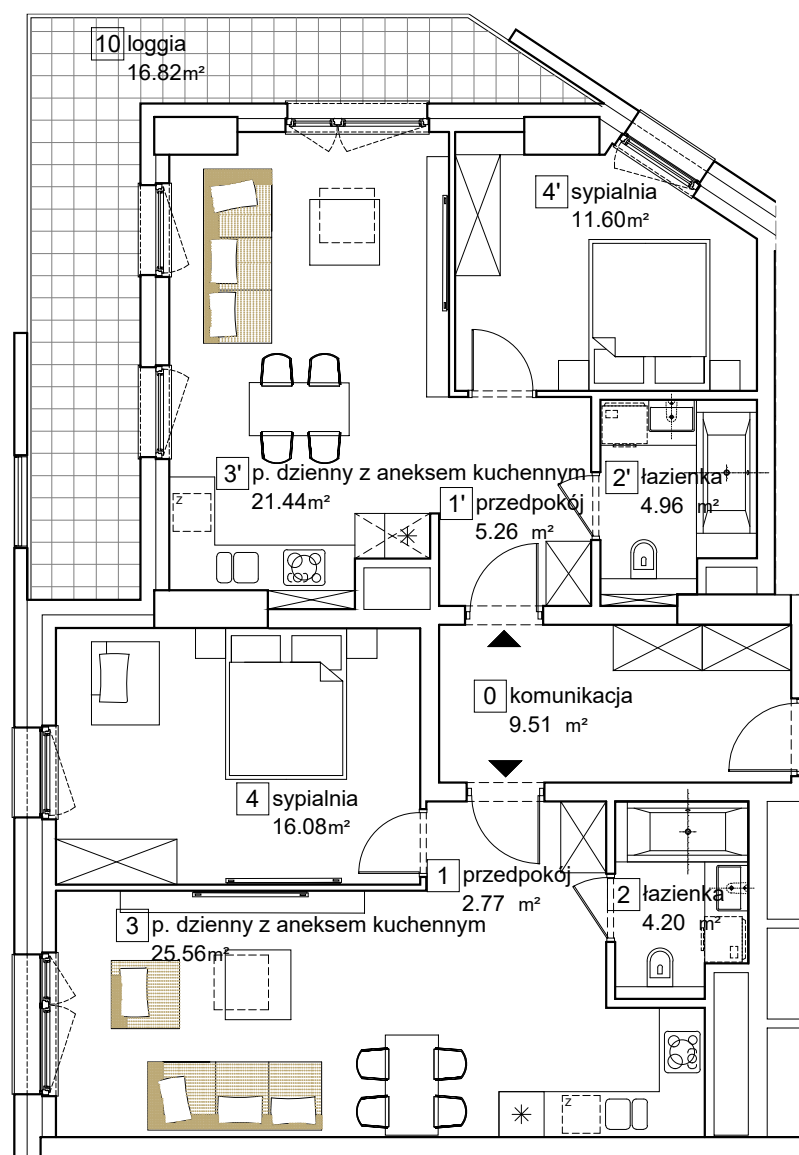 10 loggia
16.82m²
4' sypialnia
11.60m²
3' p. dzienny z aneksem kuchennym
21.44m²
z
1' przedpokój
5.26 m²
2' łazienka
4.96 m²
0 komunikacja
9.51 m²
4 sypialnia
16.08m²
1 przedpokój
2.77 m²
2 łazienka
4.20 m²
3 p. dzienny z aneksem kuchennym
25.56m²
z